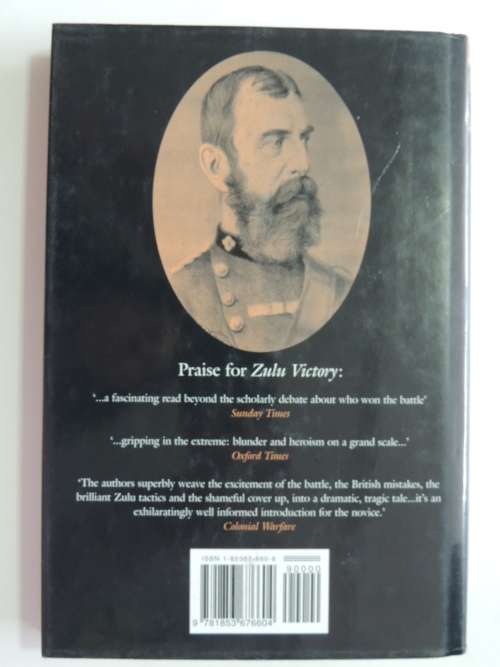 Praise for Zulu Victory:
‘...a fascinating read beyond the scholarly debate about who won the battle’
Sunday Times
‘...gripping in the extreme: blunder and heroism on a grand scale...’
Oxford Times
‘The authors superbly weave the excitement of the battle, the British mistakes, the
brilliant Zulu tactics and the shameful cover up, into a dramatic, tragic tale...it’s an
exhilaratingly well informed introduction for the novice.’
Colonial Warfare
ISBN
90000
9 781853 676604